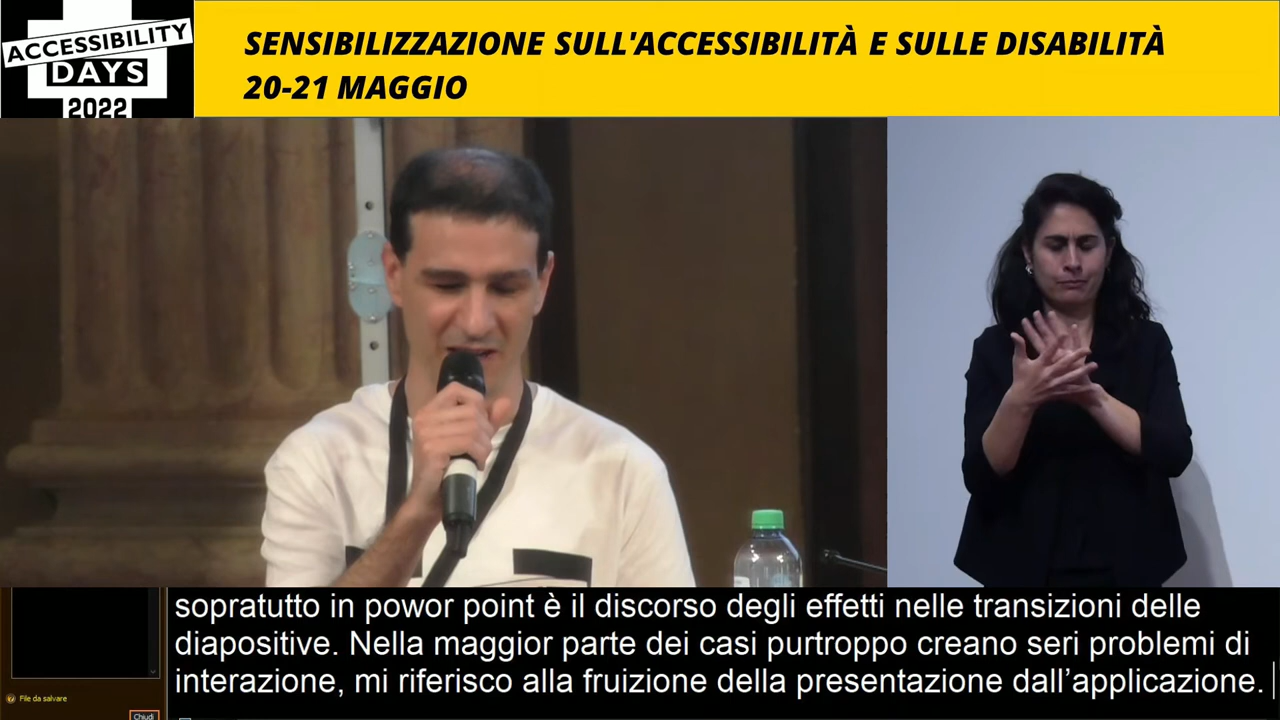 ACCESSIBILITY
DAYS
2022
SENSIBILIZZAZIONE SULL'ACCESSIBILITÀ E SULLE DISABILITÀ
20-21 MAGGIO
sopratutto in powor point è il discorso degli effetti nelle transizioni delle
diapositive. Nella maggior parte dei casi purtroppo creano seri problemi di
interazione, mi riferisco alla fruizione della presentazione dall’applicazione.
File da salvare
Chiudi